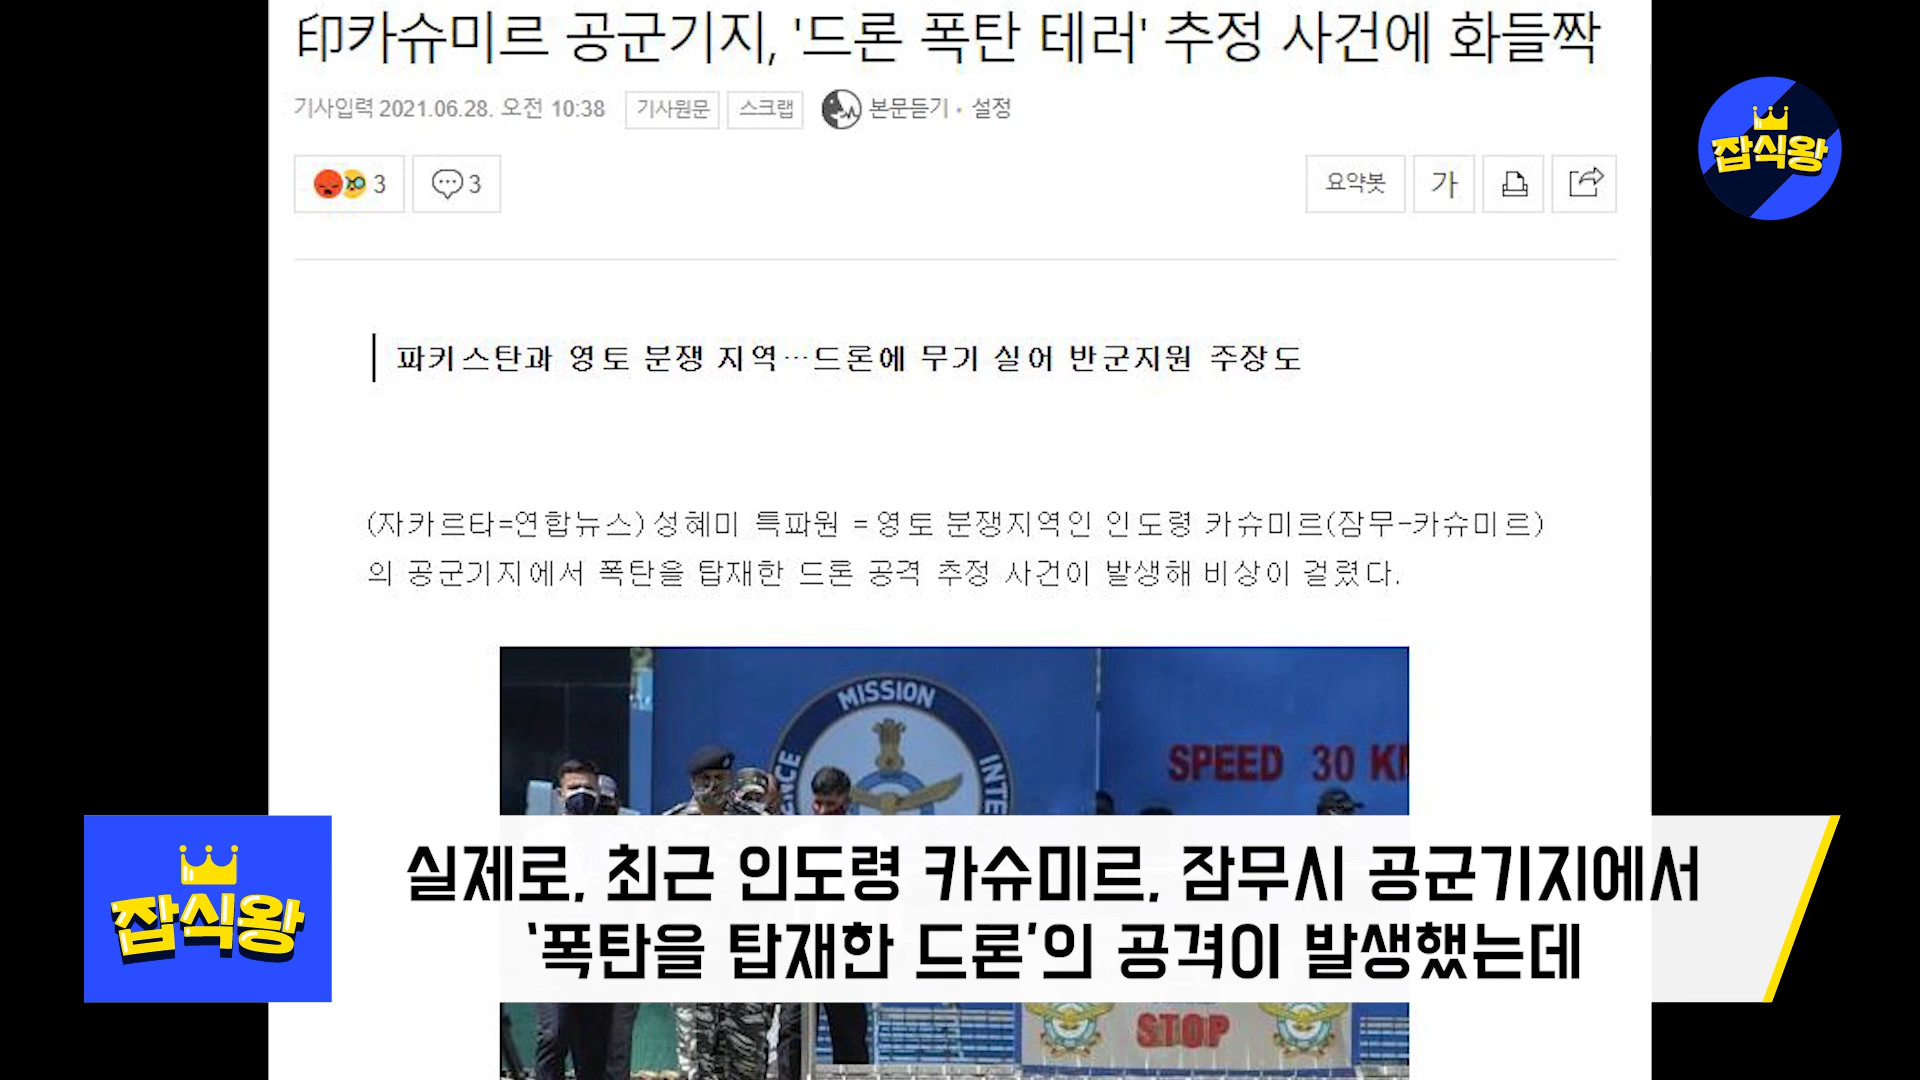 印카슈미르 공군기지, '드론 폭탄 테러' 추정 사건에 화들짝
기사입력 2021.06.28. 오전 10:38 기사원문 스크랩 본문듣기 · 설정
3 3 요약봇 가
잡식왕
파키스탄과 영토 분쟁 지역…드론에 무기 실어 반군지원 주장도
(자카르타=연합뉴스) 성혜미 특파원 = 영토 분쟁지역인 인도령 카슈미르(잠무-카슈미르)
의 공군기지에서 폭탄을 탑재한 드론 공격 추정 사건이 발생해 비상이 걸렸다.
MISSION
SPEED 30
잡식왕
실제로, 최근 인도령 카슈미르, 잠무시 공군기지에서
‘폭탄을 탑재한 드론’의 공격이 발생했는데
STOP